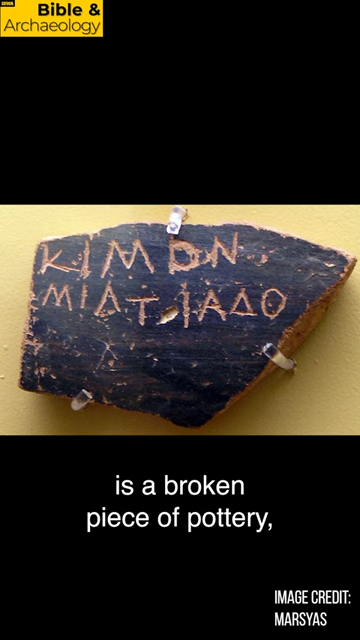 Bible &
Archaeology
ΚΙΜΟΝ
ΜΙΛΤΙΑΔΟ
is a broken
piece of pottery,
IMAGE CREDIT:
MARSYAS